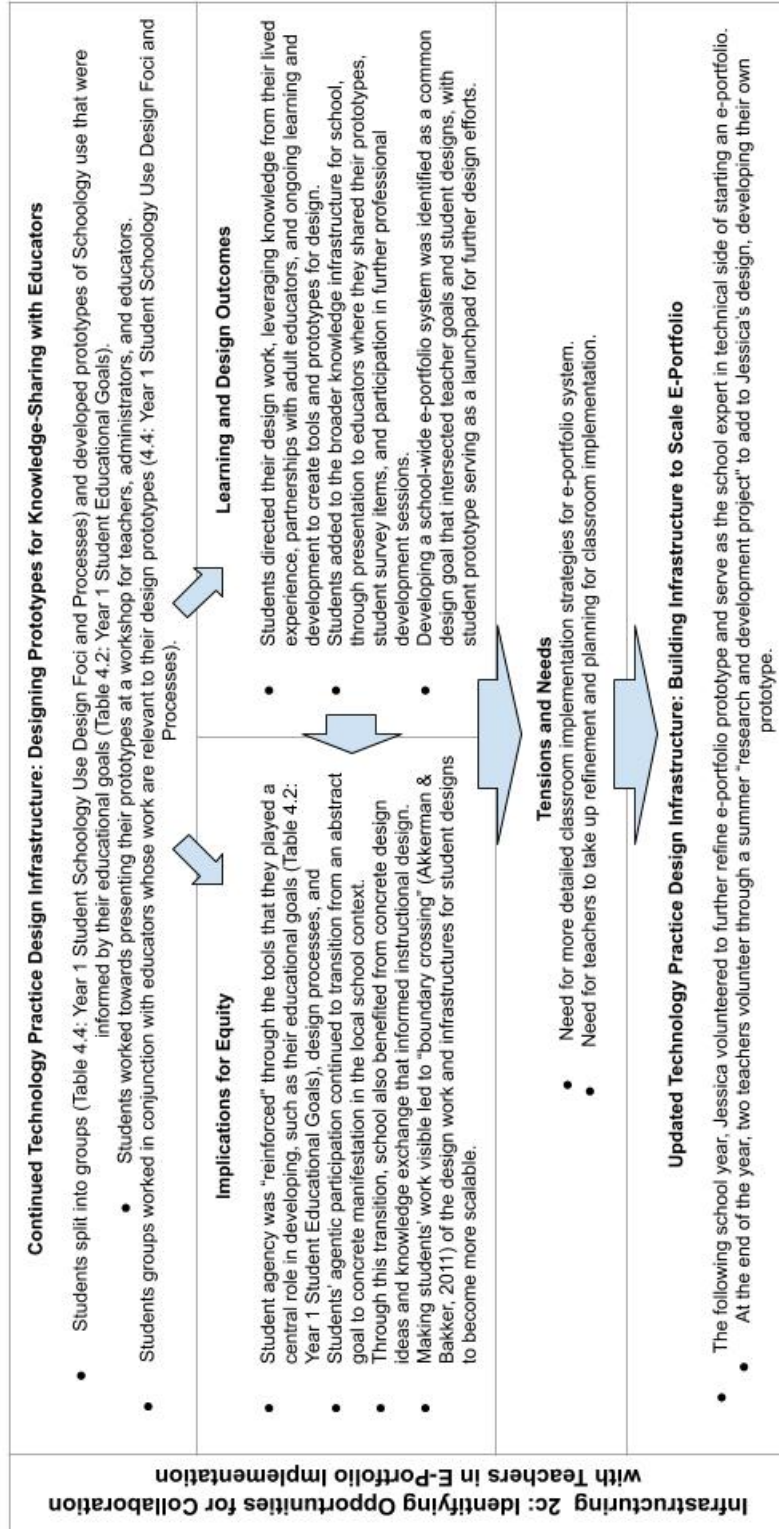 Infrastructuring 2c: Identifying Opportunities for Collaboration
with Teachers in E-Portfolio Implementation
Continued Technology Practice Design Infrastructure: Designing Prototypes for Knowledge-Sharing with Educators
● Students split into groups (Table 4.4: Year 1 Student Schoology Use Design Foci and Processes) and developed prototypes of Schoology use that were
informed by their educational goals (Table 4.2: Year 1 Student Educational Goals).
● Students worked towards presenting their prototypes at a workshop for teachers, administrators, and educators.
● Students groups worked in conjunction with educators whose work are relevant to their design prototypes (4.4: Year 1 Student Schoology Use Design Foci and
Processes).
Implications for Equity
● Student agency was “reinforced” through the tools that they played a
central role in developing, such as their educational goals (Table 4.2:
Year 1 Student Educational Goals), design processes, and
● Students’ agentic participation continued to transition from an abstract
goal to concrete manifestation in the local school context.
● Through this transition, school also benefited from concrete design
ideas and knowledge exchange that informed instructional design.
● Making students’ work visible led to “boundary crossing” (Akkerman &
Bakker, 2011) of the design work and infrastructures for student designs
to become more scalable.
Learning and Design Outcomes
● Students directed their design work, leveraging knowledge from their lived
experience, partnerships with adult educators, and ongoing learning and
development to create tools and prototypes for design.
● Students added to the broader knowledge infrastructure for school,
through presentation to educators where they shared their prototypes,
student survey items, and participation in further professional
development sessions.
● Developing a school-wide e-portfolio system was identified as a common
design goal that intersected teacher goals and student designs, with
student prototype serving as a launchpad for further design efforts.
Tensions and Needs
● Need for more detailed classroom implementation strategies for e-portfolio system.
● Need for teachers to take up refinement and planning for classroom implementation.
Updated Technology Practice Design Infrastructure: Building Infrastructure to Scale E-Portfolio
● The following school year, Jessica volunteered to further refine e-portfolio prototype and serve as the school expert in technical side of starting an e-portfolio.
● At the end of the year, two teachers volunteer through a summer “research and development project” to add to Jessica’s design, developing their own
prototype.